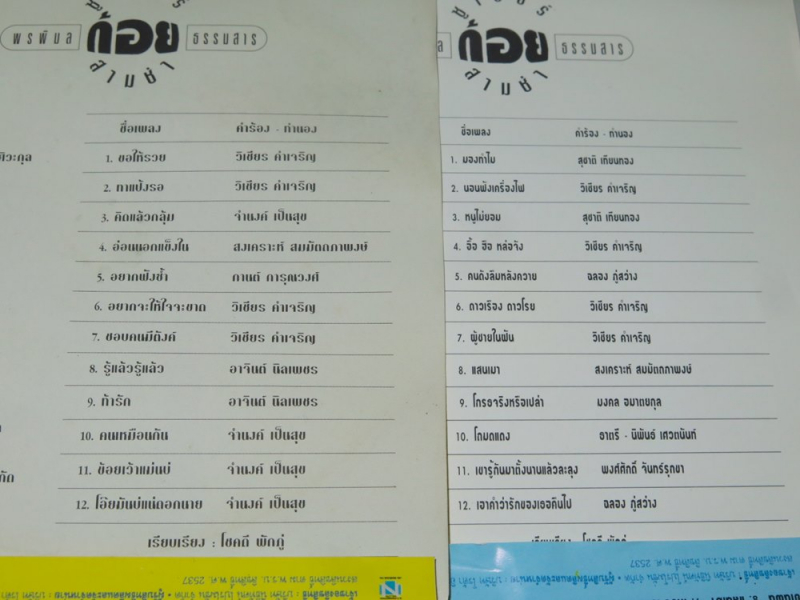 พรพิมล ก้อย ธรรมสาร
สามช่า
ชื่อเพลง คำร้อง - ทำนอง
1. ขอให้รวย วิเชียร คำเจริญ
2. ทาแป้งรอ วิเชียร คำเจริญ
3. คิดแล้วกลุ้ม จำนงค์ เป็นสุข
4. อ่อนนอกแข็งใน สงเคราะห์ สมัตถภาพงษ์
5. อยากฟังซ้ำ กานต์ การุณวงศ์
6. อยากจะให้ใจจะขาด วิเชียร คำเจริญ
7. ชอบคนมีตังค์ วิเชียร คำเจริญ
8. รู้แล้วรู้แล้ว อาจินต์ นิลเพชร
9. ท้ารัก อาจินต์ นิลเพชร
10. คนเหมือนกัน จำนงค์ เป็นสุข
11. ข้อยเว้าแม่นบ่ จำนงค์ เป็นสุข
12. โอ๊ยมันบ่แน่ดอกนาย จำนงค์ เป็นสุข
เรียบเรียง : โชคดี พักภู่
ก้อย ธรรมสาร
สามช่า
ชื่อเพลง คำร้อง - ทำนอง
1. มองทำไม สุชาติ เทียนทอง
2. นอนฟังเครื่องไฟ วิเชียร คำเจริญ
3. หนูไม่ยอม สุชาติ เทียนทอง
4. อื้อ ฮือ หล่อจัง วิเชียร คำเจริญ
5. คนดังลืมหลังควาย ฉลอง ภู่สว่าง
6. ดาวเรือง ดาวโรย วิเชียร คำเจริญ
7. ผู้ชายในฝัน วิเชียร คำเจริญ
8. แสนเมา สงเคราะห์ สมัตถภาพงษ์
9. โกรธจริงหรือเปล่า มงคล อมาตยกุล
10. โถมดแดง ธาตรี - นิพันธ์ เศวตนันท์
11. เขารู้กันมาตั้งนานแล้วละลุง พงศ์ศักดิ์ จันทร์รุกขา
12. เอาคำว่ารักของเธอคืนไป ฉลอง ภู่สว่าง
เรียบเรียง : โชคดี พักภู่